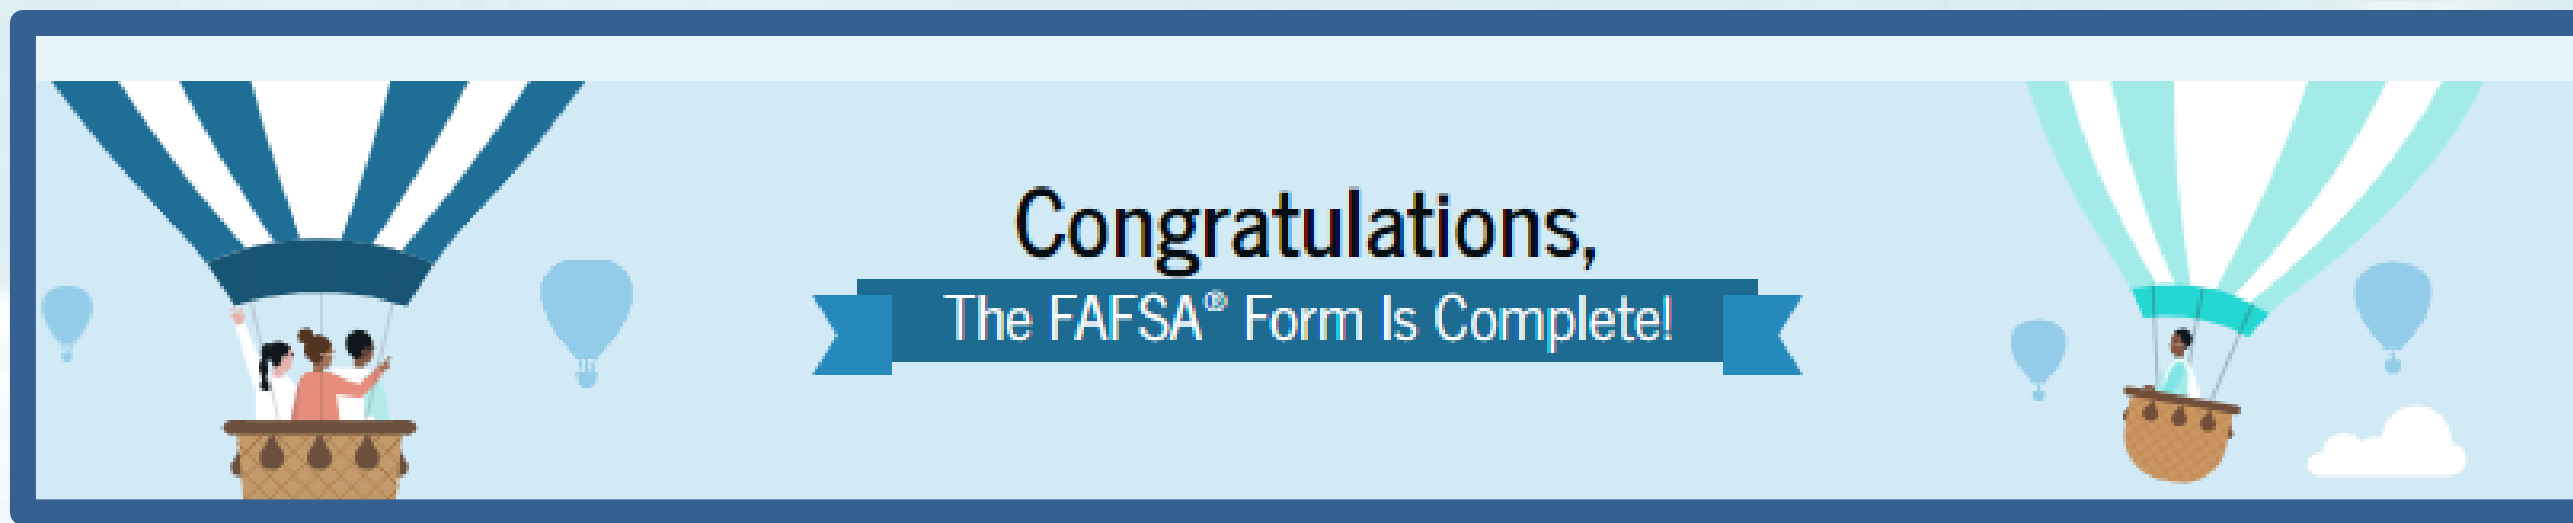 Congratulations,
The FAFSA® Form Is Complete!